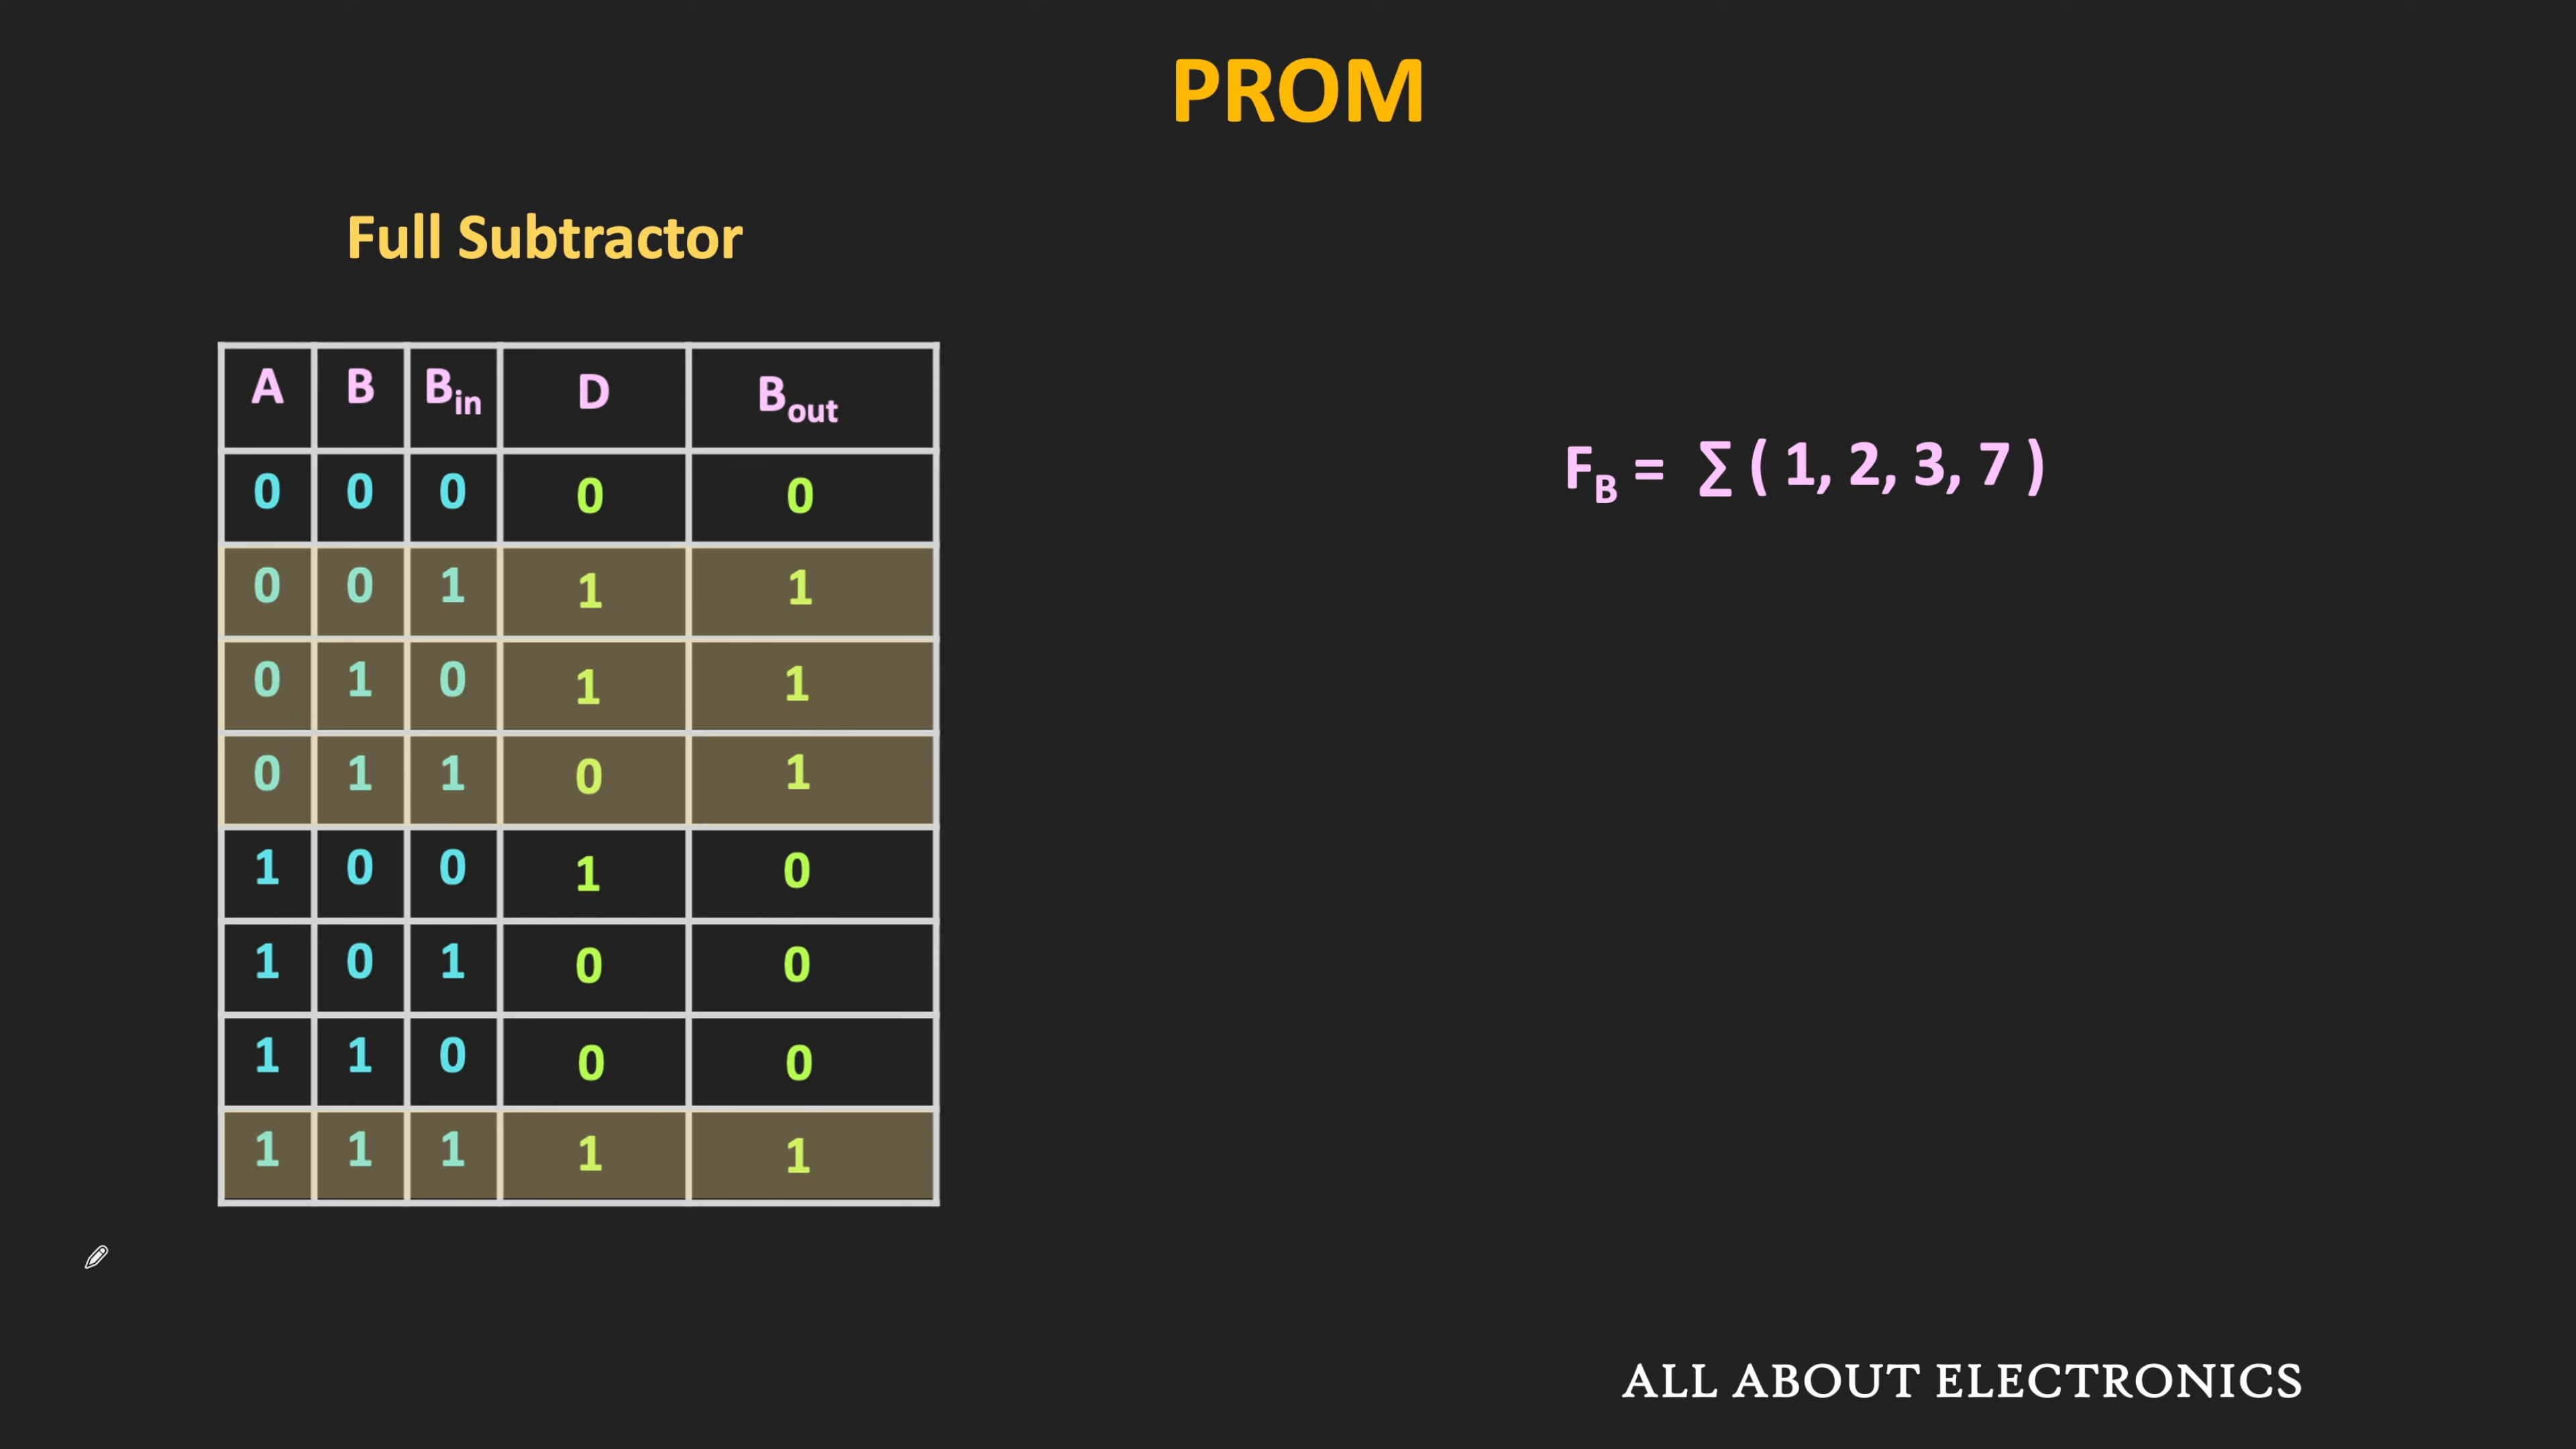 PROM
Full Subtractor
A B Bin D Bout
0 0 0 0 0
0 0 1 1 1
0 1 0 1 1
0 1 1 0 1
1 0 0 1 0
1 0 1 0 0
1 1 0 0 0
1 1 1 1 1
FB = ∑ ( 1, 2, 3, 7 )
ALL ABOUT ELECTRONICS